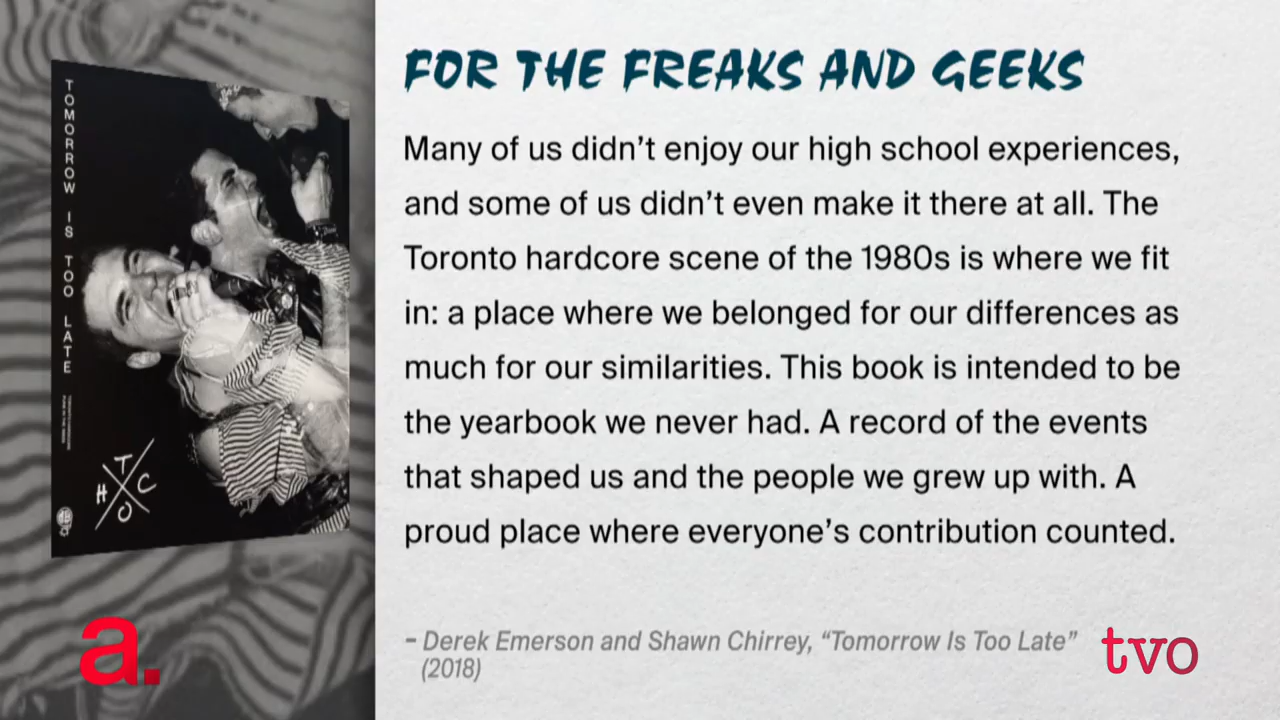 TOMORROW IS TOO LATE
T
H C
O
FOR THE FREAKS AND GEEKS
Many of us didn't enjoy our high school experiences,
and some of us didn't even make it there at all. The
Toronto hardcore scene of the 1980s is where we fit
in: a place where we belonged for our differences as
much for our similarities. This book is intended to be
the yearbook we never had. A record of the events
that shaped us and the people we grew up with. A
proud place where everyone's contribution counted.
– Derek Emerson and Shawn Chirrey, “Tomorrow Is Too Late”
(2018)
a.
tvo